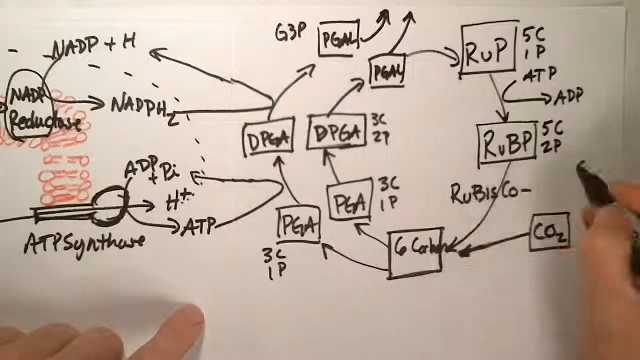 NADP + H
NADP
Reductase
NADPH2
ADP
+ Pi
H+
ATP
ATPSynthase
G3P
PGAL
PGAL
DPGA
DPGA
3C
2P
PGA
3C
1P
PGA
3C
1P
RuP
5C
1P
ATP
ADP
RuBP
5C
2P
RuBisCo
6 Carbon
CO2